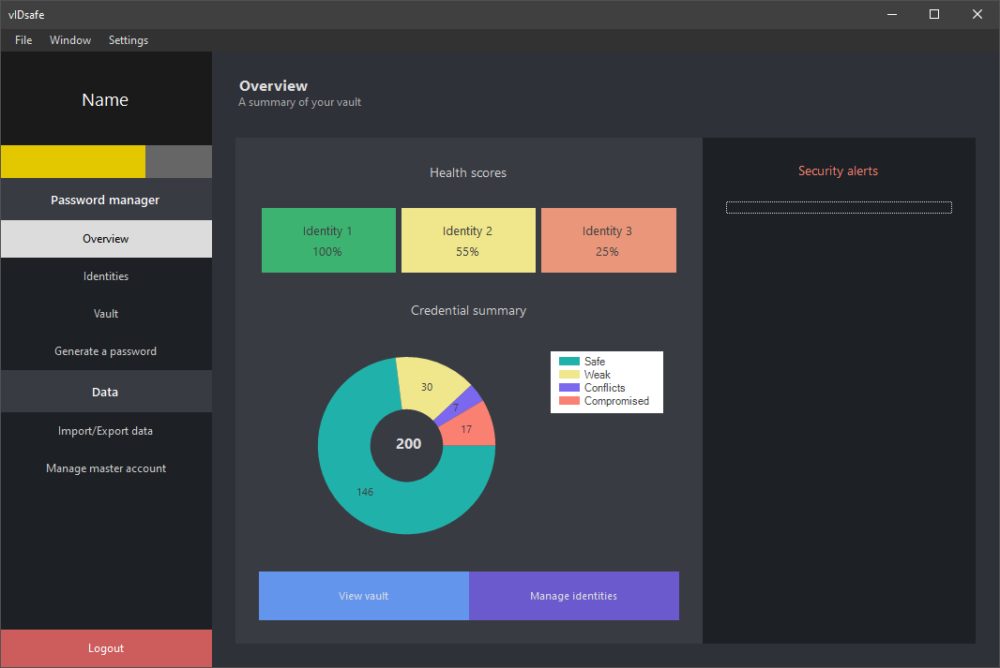 vIDsafe
File Window Settings
Name
Password manager
Overview
Identities
Vault
Generate a password
Data
Import/Export data
Manage master account
Logout
Overview
A summary of your vault
Health scores
Identity 1
100%
Identity 2
55%
Identity 3
25%
Credential summary
30
7
17
200
146
Safe
Weak
Conflicts
Compromised
View vault
Manage identities
Security alerts